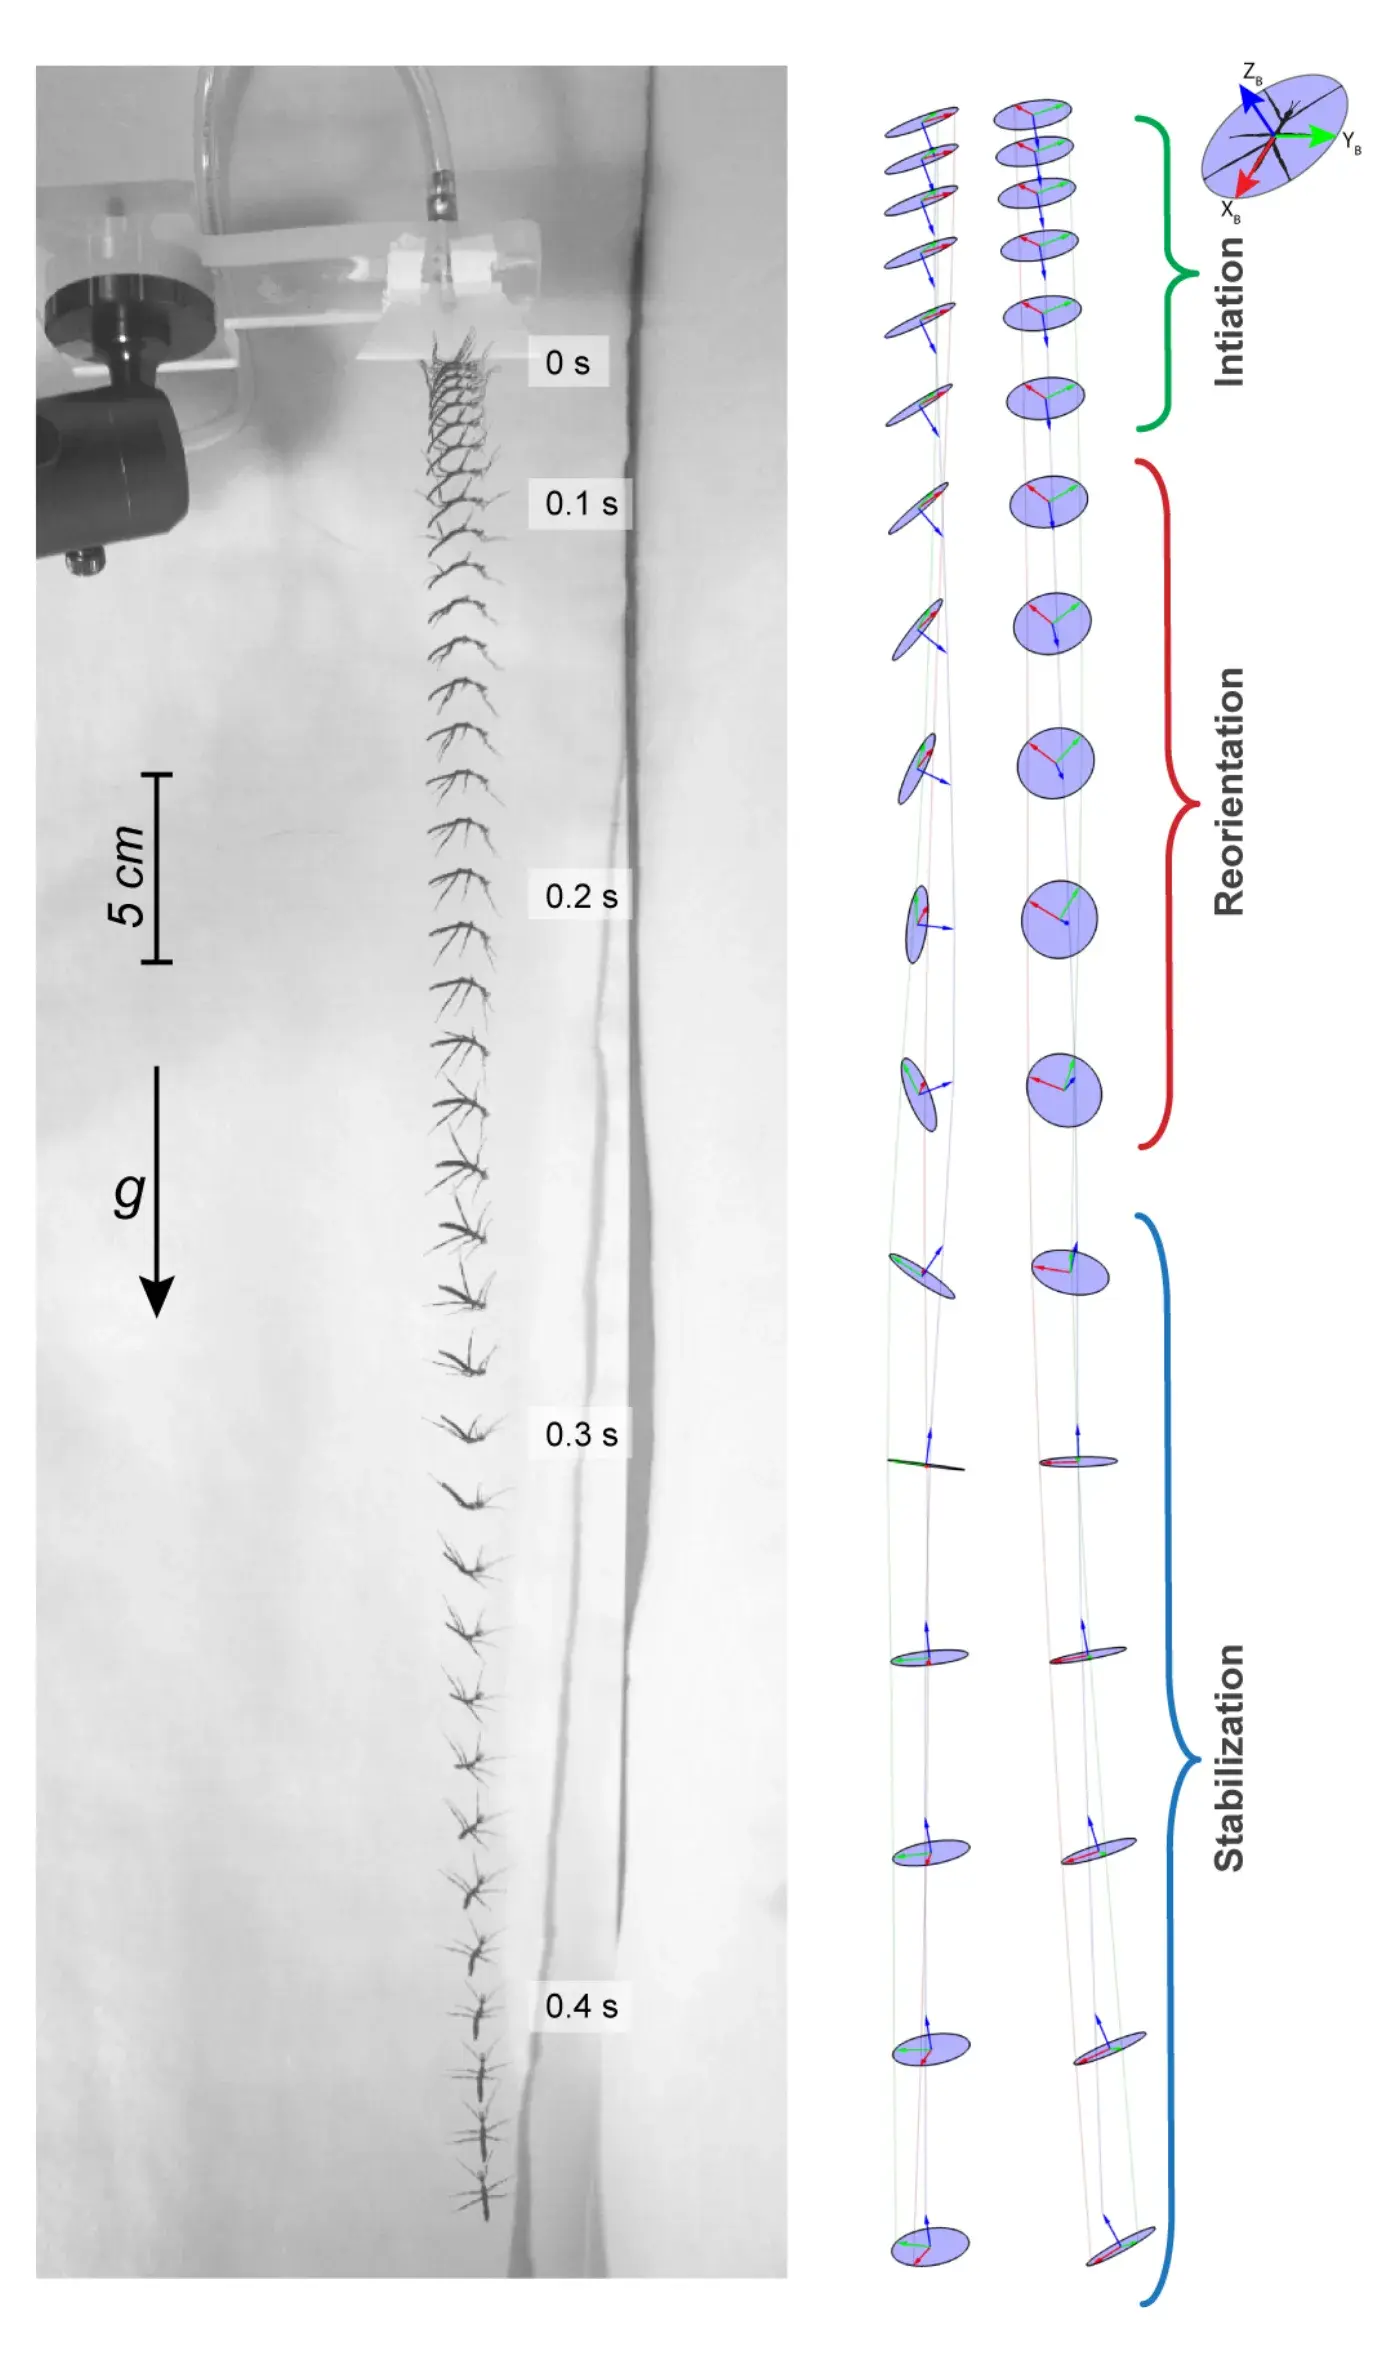 0 s
0.1 s
5 cm
0.2 s
g
0.3 s
0.4 s
Z_B
Y_B
X_B
Intiation
Reorientation
Stabilization